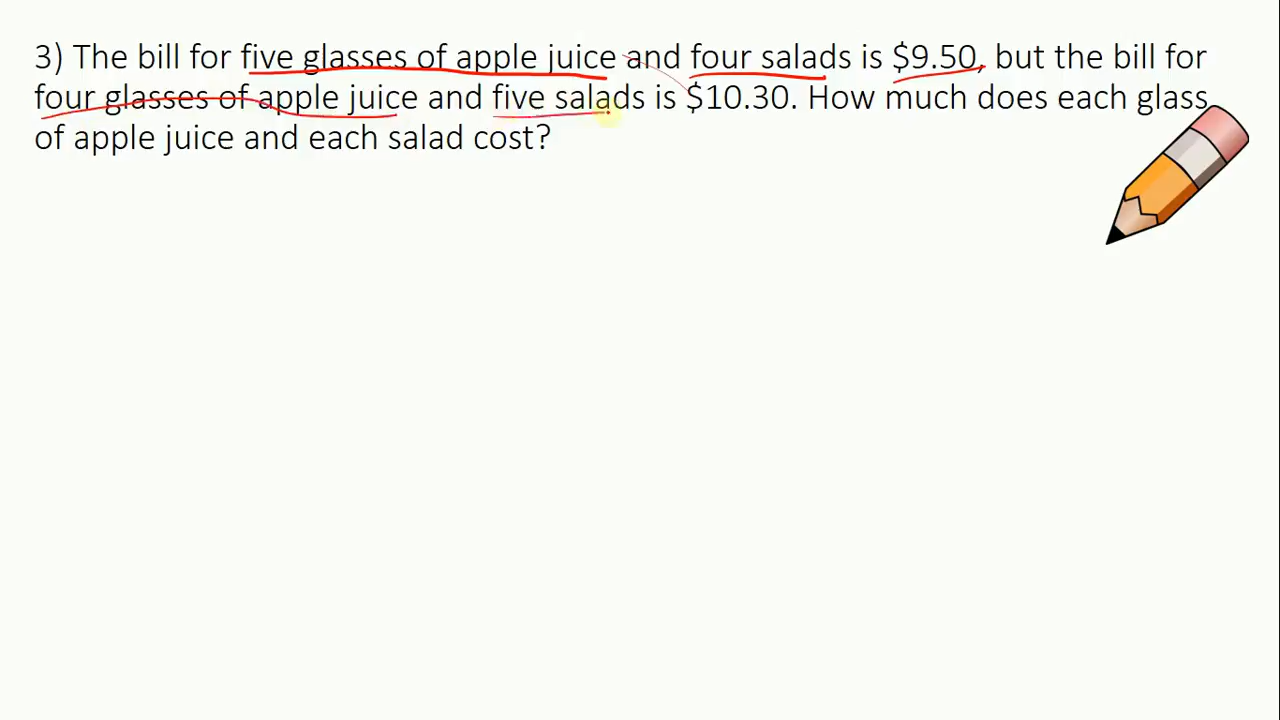 3) The bill for five glasses of apple juice and four salads is $9.50, but the bill for
four glasses of apple juice and five salads is $10.30. How much does each glass
of apple juice and each salad cost?